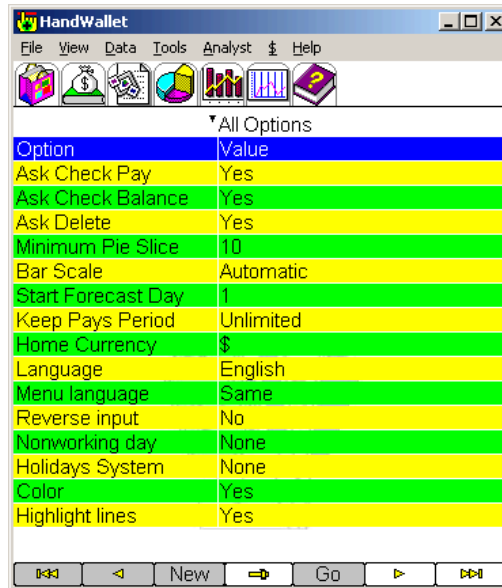 HandWallet
File View Data Tools Analyst $ Help
All Options
Option Value
Ask Check Pay Yes
Ask Check Balance Yes
Ask Delete Yes
Minimum Pie Slice 10
Bar Scale Automatic
Start Forecast Day 1
Keep Pays Period Unlimited
Home Currency $
Language English
Menu language Same
Reverse input No
Nonworking day None
Holidays System None
Color Yes
Highlight lines Yes
New Go